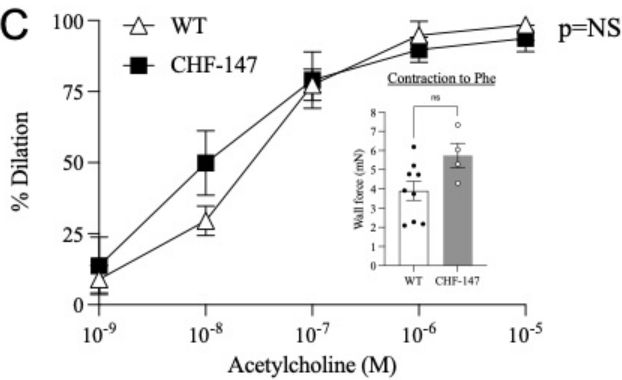 C
WT
CHF-147
p=NS
% Dilation
100
75
50
25
0
10-9
10-8
10-7
10-6
10-5
Acetylcholine (M)
Contraction to Phe
ns
Wall force (mN)
8
7
6
5
4
3
2
1
0
WT
CHF-147